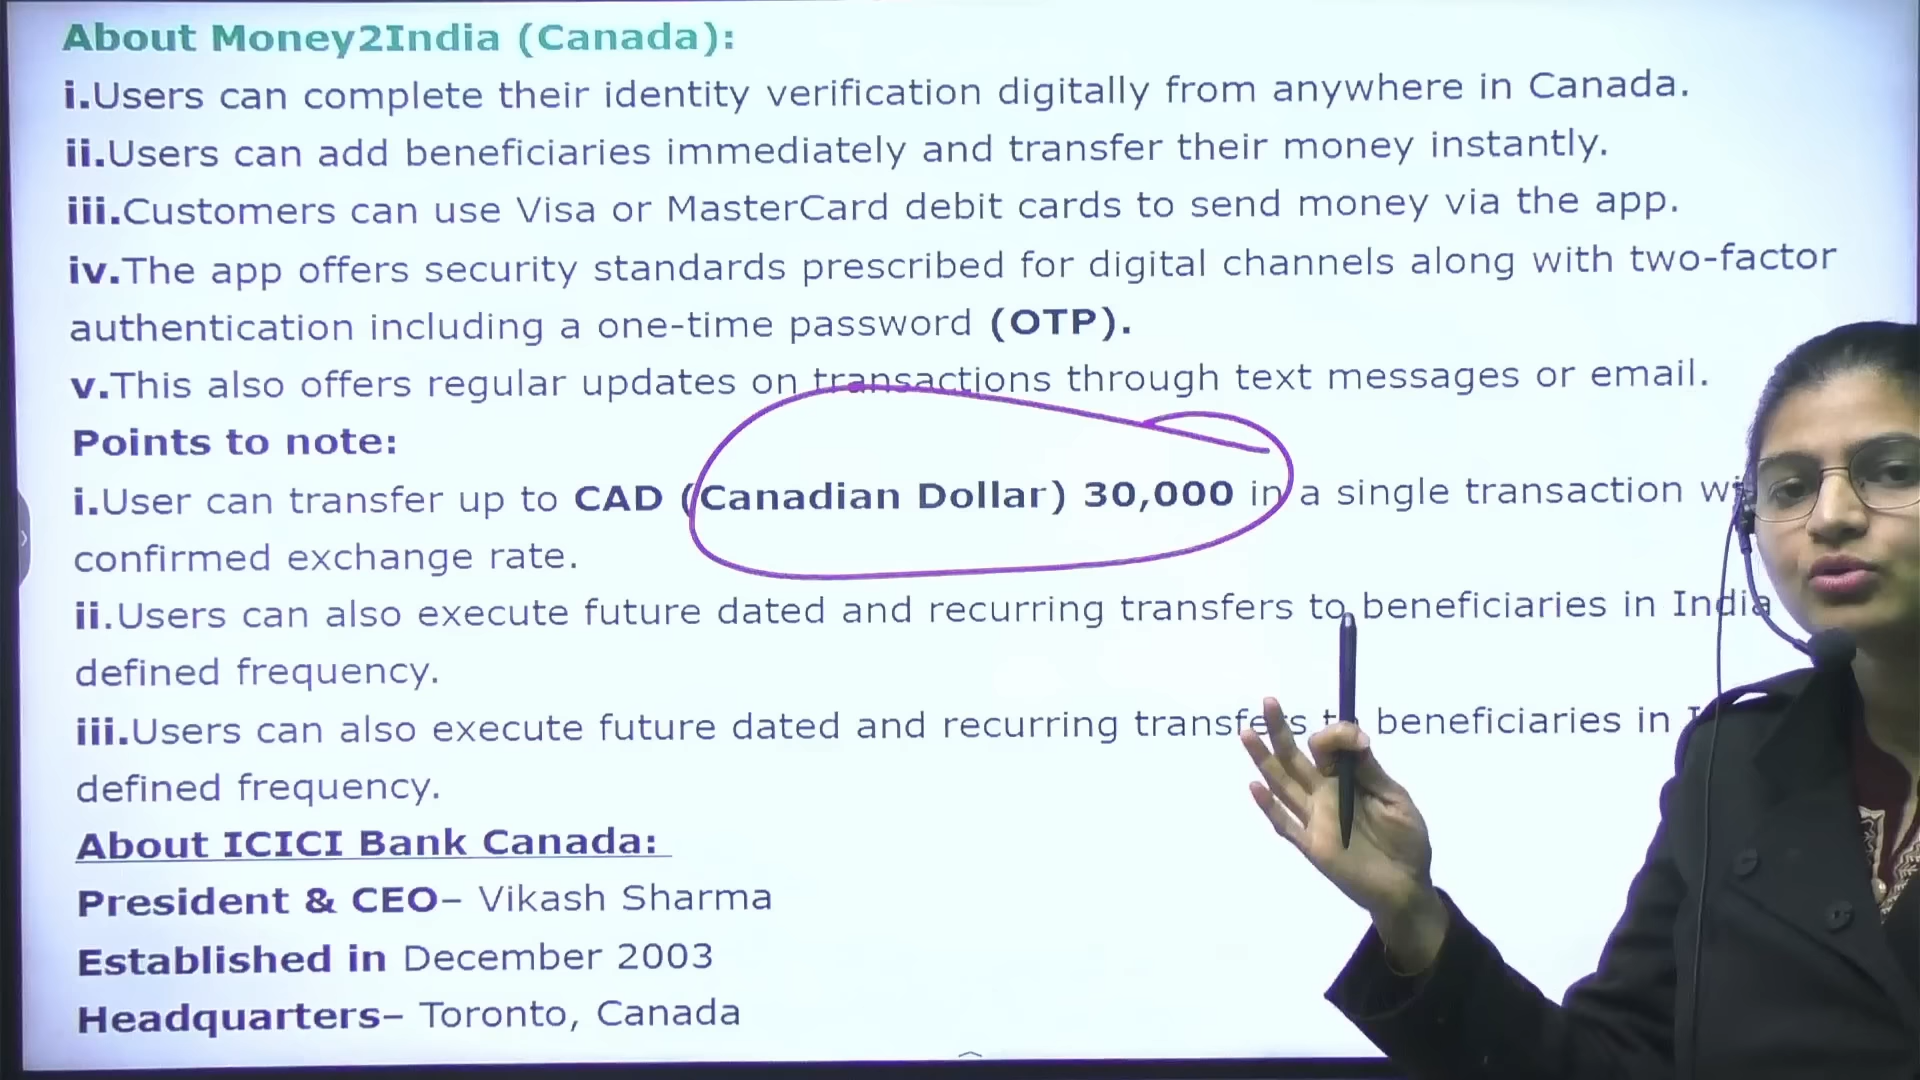 About Money2India (Canada):
i.Users can complete their identity verification digitally from anywhere in Canada.
ii.Users can add beneficiaries immediately and transfer their money instantly.
iii.Customers can use Visa or MasterCard debit cards to send money via the app.
iv.The app offers security standards prescribed for digital channels along with two-factor
authentication including a one-time password (OTP).
v.This also offers regular updates on transactions through text messages or email.
Points to note:
i.User can transfer up to CAD (Canadian Dollar) 30,000 in a single transaction
confirmed exchange rate.
ii.Users can also execute future dated and recurring transfers to beneficiaries in India
defined frequency.
iii.Users can also execute future dated and recurring transfers beneficiaries in
defined frequency.
About ICICI Bank Canada:
President & CEO– Vikash Sharma
Established in December 2003
Headquarters– Toronto, Canada